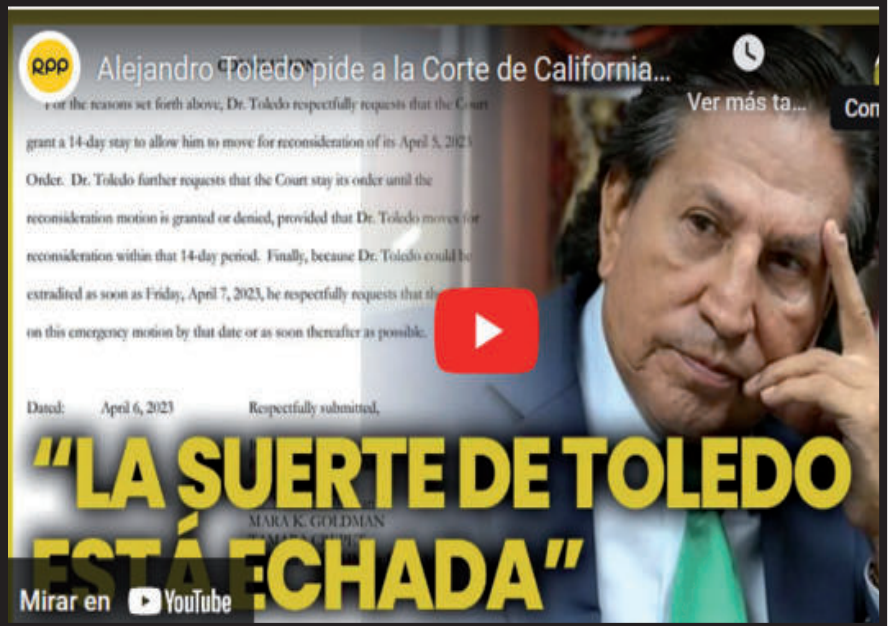 RPP
Alejandro Toledo pide a la Corte de California...
Ver más ta...
Con
For the reasons set forth above, Dr. Toledo respectfully requests that the Court
grant a 14-day stay to allow him to move for reconsideration of its April 5, 2023
Order. Dr. Toledo further requests that the Court stay its order until the
reconsideration motion is granted or denied, provided that Dr. Toledo moves for
reconsideration within that 14-day period. Finally, because Dr. Toledo could be
extradited as soon as Friday, April 7, 2023, he respectfully requests that the
on this emergency motion by that date or as soon thereafter as possible.
Dated: April 6, 2023 Respectfully submitted,
“LA SUERTE DE TOLEDO
MARA K. GOLDMAN
ESTÁ ECHADA”
Mirar en YouTube